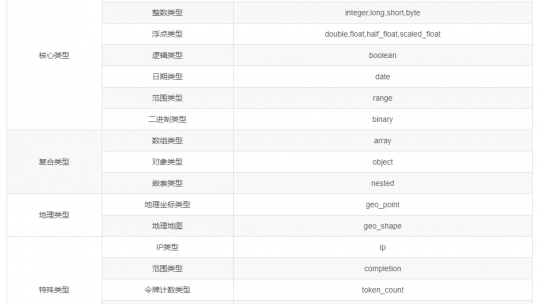 整数类型 integer,long,short,byte
浮点类型 double,float,half_float,scaled_float
核心类型 逻辑类型 boolean
日期类型 date
范围类型 range
二进制类型 binary
数组类型 array
复合类型 对象类型 object
嵌套类型 nested
地理类型 地理坐标类型 geo_point
地理地图 geo_shape
IP类型 ip
范围类型 completion
特殊类型 令牌计数类型 token_count